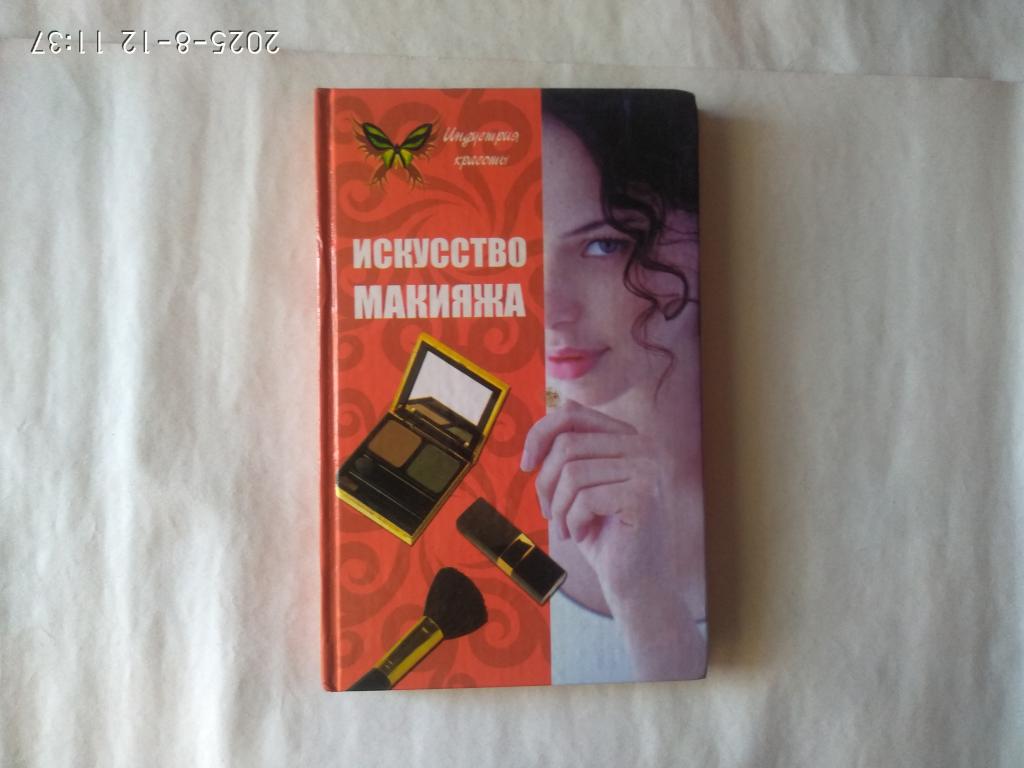 2025-8-12 11:37
Индустрия
красоты
ИСКУССТВО
МАКИЯЖА